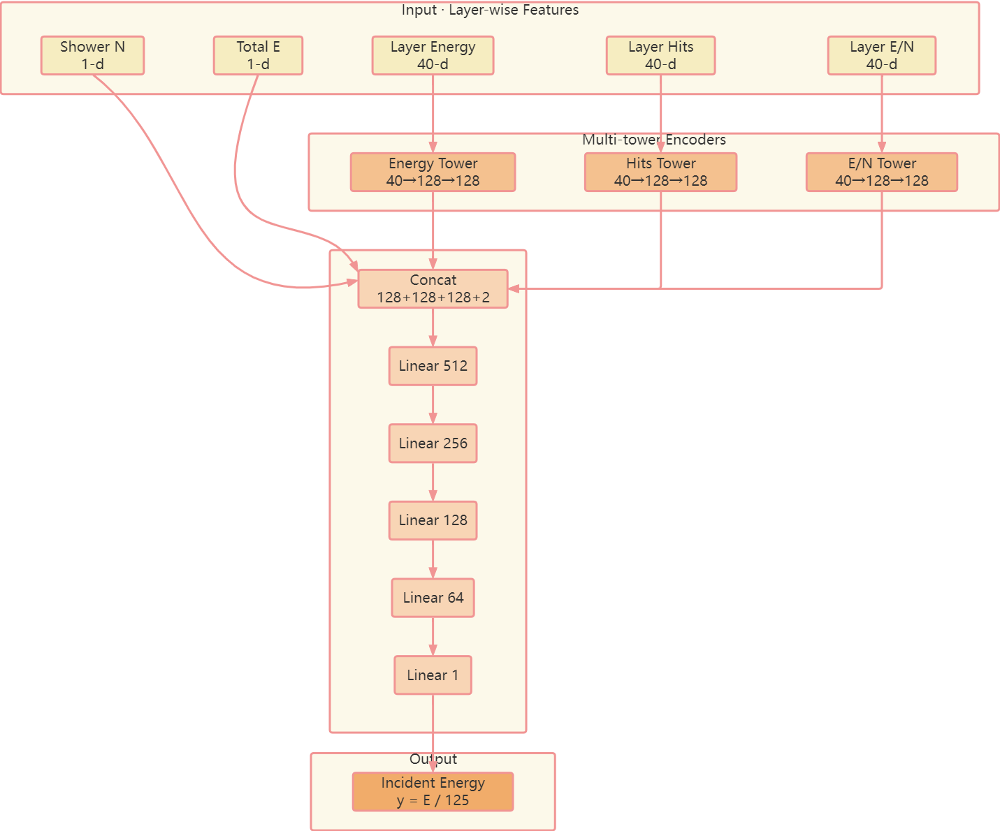 Input · Layer-wise Features
Shower N
1-d
Total E
1-d
Layer Energy
40-d
Layer Hits
40-d
Layer E/N
40-d
Multi-tower Encoders
Energy Tower
40→128→128
Hits Tower
40→128→128
E/N Tower
40→128→128
Concat
128+128+128+2
Linear 512
Linear 256
Linear 128
Linear 64
Linear 1
Output
Incident Energy
y = E / 125